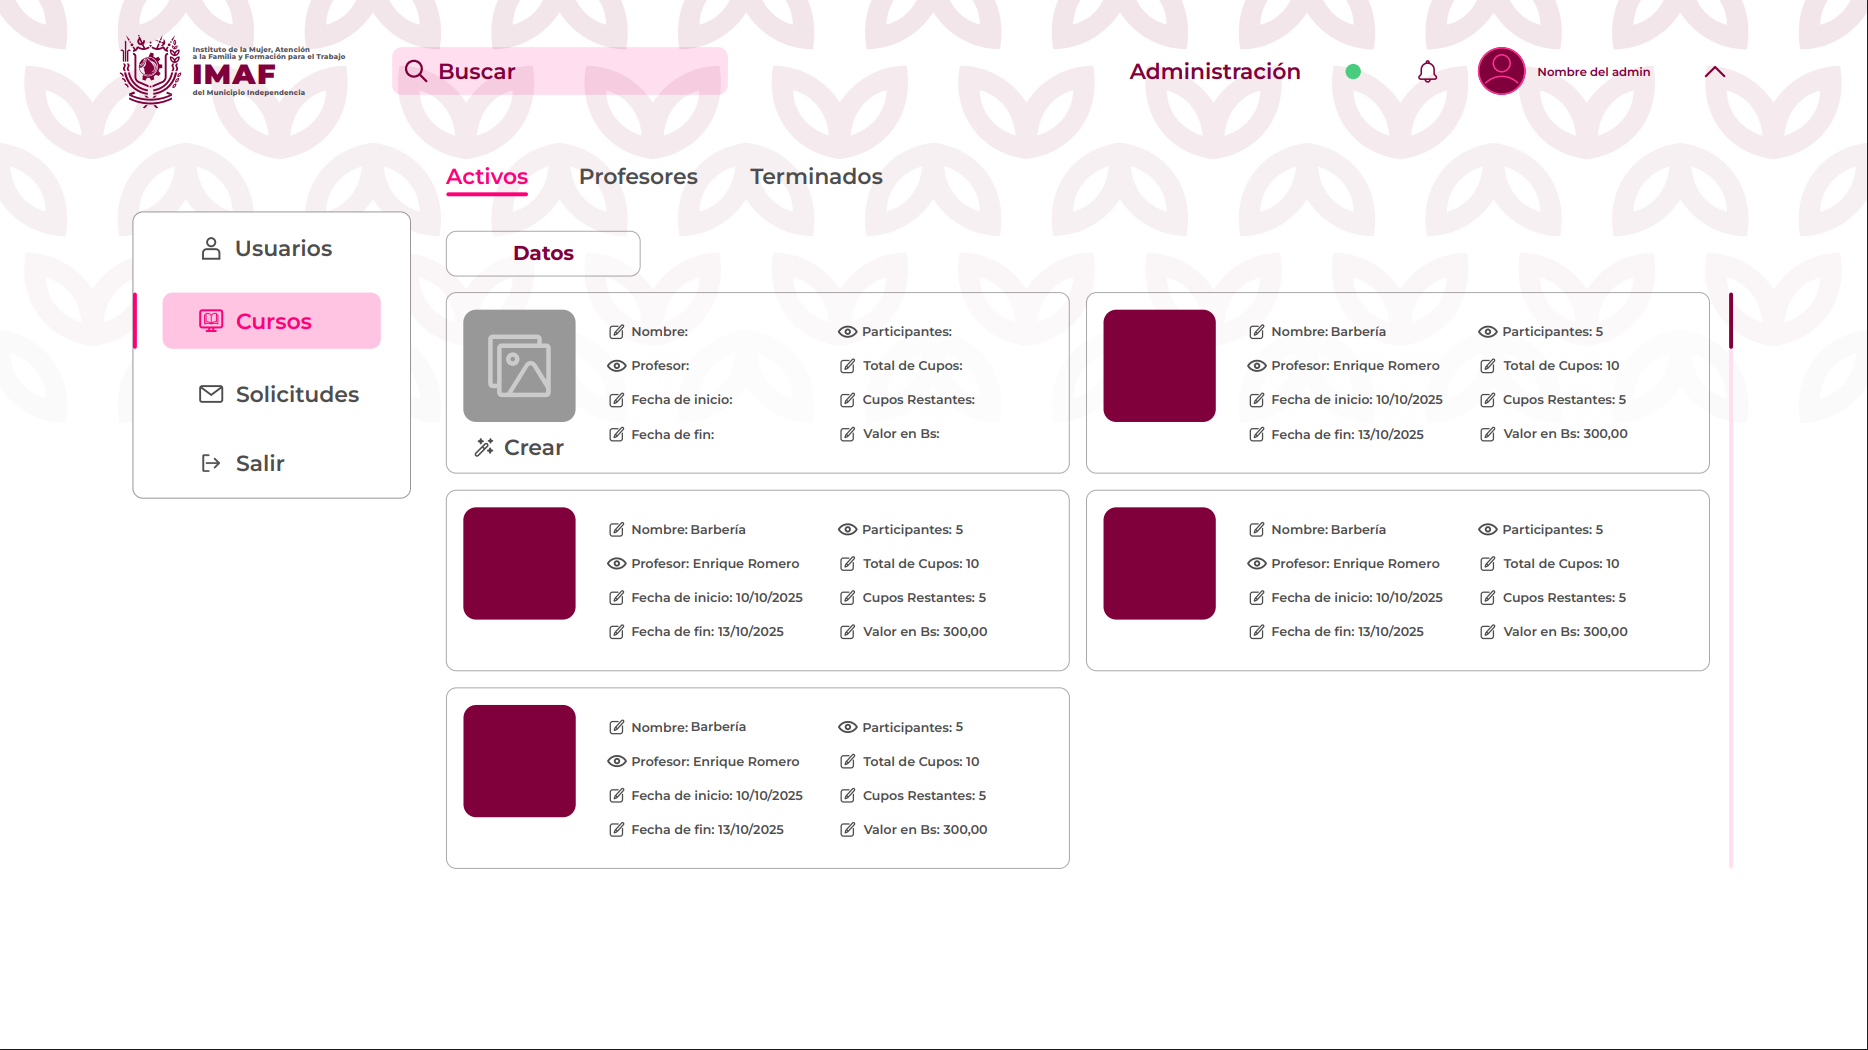 Instituto de la Mujer, Atención
a la Familia y Formación para el Trabajo
IMAF
del Municipio Independencia
Buscar
Administración
Nombre del admin
Activos
Profesores
Terminados
Usuarios
Cursos
Solicitudes
Salir
Datos
Nombre:
Participantes:
Profesor:
Total de Cupos:
Fecha de inicio:
Cupos Restantes:
Fecha de fin:
Valor en Bs:
Crear
Nombre: Barbería
Participantes: 5
Profesor: Enrique Romero
Total de Cupos: 10
Fecha de inicio: 10/10/2025
Cupos Restantes: 5
Fecha de fin: 13/10/2025
Valor en Bs: 300,00
Nombre: Barbería
Participantes: 5
Profesor: Enrique Romero
Total de Cupos: 10
Fecha de inicio: 10/10/2025
Cupos Restantes: 5
Fecha de fin: 13/10/2025
Valor en Bs: 300,00
Nombre: Barbería
Participantes: 5
Profesor: Enrique Romero
Total de Cupos: 10
Fecha de inicio: 10/10/2025
Cupos Restantes: 5
Fecha de fin: 13/10/2025
Valor en Bs: 300,00
Nombre: Barbería
Participantes: 5
Profesor: Enrique Romero
Total de Cupos: 10
Fecha de inicio: 10/10/2025
Cupos Restantes: 5
Fecha de fin: 13/10/2025
Valor en Bs: 300,00